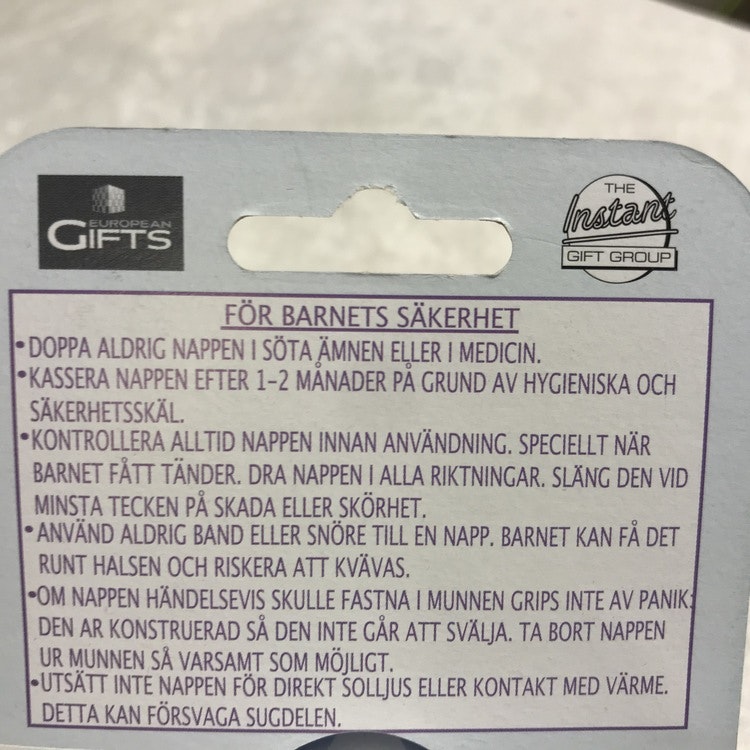 EUROPEAN
GIFTS
THE
Instant
GIFT GROUP
FÖR BARNETS SÄKERHET
•DOPPA ALDRIG NAPPEN I SÖTA ÄMNEN ELLER I MEDICIN.
•KASSERA NAPPEN EFTER 1-2 MÅNADER PÅ GRUND AV HYGIENISKA OCH
SÄKERHETSSKÄL.
•KONTROLLERA ALLTID NAPPEN INNAN ANVÄNDNING. SPECIELLT NÄR
BARNET FÅTT TÄNDER. DRA NAPPEN I ALLA RIKTNINGAR. SLÄNG DEN VID
MINSTA TECKEN PÅ SKADA ELLER SKÖRHET.
•ANVÄND ALDRIG BAND ELLER SNÖRE TILL EN NAPP. BARNET KAN FÅ DET
RUNT HALSEN OCH RISKERA ATT KVÄVAS.
•OM NAPPEN HÄNDELSEVIS SKULLE FASTNA I MUNNEN GRIPS INTE AV PANIK:
DEN AR KONSTRUERAD SÅ DEN INTE GÅR ATT SVÄLJA. TA BORT NAPPEN
UR MUNNEN SÅ VARSAMT SOM MÖJLIGT.
•UTSÄTT INTE NAPPEN FÖR DIREKT SOLLJUS ELLER KONTAKT MED VÄRME.
DETTA KAN FÖRSVAGA SUGDELEN.